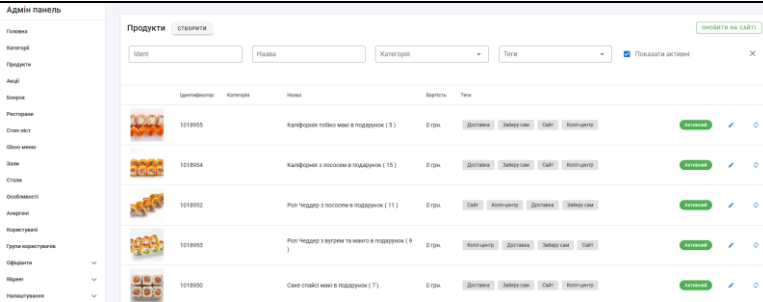 Адмін панель
Головна
Категорії
Продукти
Акції
Бонуси
Ресторани
Стоп-ліст
Glovo меню
Зали
Столи
Особливості
Алергени
Користувачі
Групи користувачів
Офіціанти
Маркет
Налаштування
Продукти СТВОРИТИ ОНОВИТИ НА САЙТІ
Ident Назва Категорія Теги Показати активні
Ідентифікатор Категорія Назва Вартість Теги
1018955 Каліфорнія тобіко макі в подарунок ( 5 ) 0 грн. Доставка Заберу сам Сайт Колл-центр Активний
1018954 Каліфорнія з лососем в подарунок ( 15 ) 0 грн. Доставка Заберу сам Сайт Колл-центр Активний
1018952 Рол Чеддер з лососем в подарунок ( 11 ) 0 грн. Сайт Колл-центр Доставка Заберу сам Активний
1018953 Рол Чеддер з вугрем та манго в подарунок ( 9
) 0 грн. Колл-центр Доставка Заберу сам Сайт Активний
1018950 Саке спайсі макі в подарунок ( 7 ) 0 грн. Доставка Заберу сам Сайт Колл-центр Активний